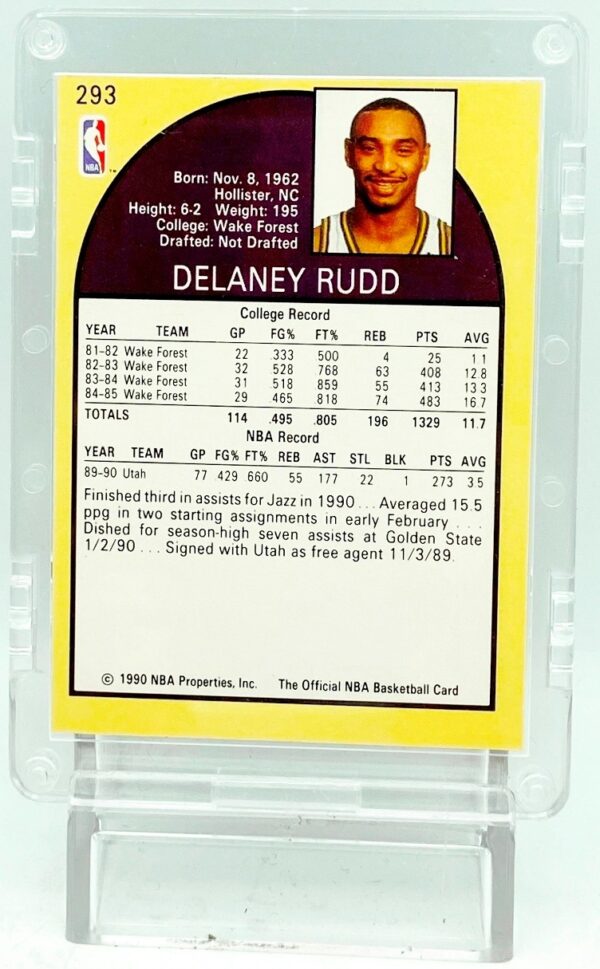 293
NBA
Born: Nov. 8, 1962
Hollister, NC
Height: 6-2 Weight: 195
College: Wake Forest
Drafted: Not Drafted
DELANEY RUDD
College Record
YEAR TEAM GP FG% FT% REB PTS AVG
81-82 Wake Forest 22 .333 500 4 25 1 1
82-83 Wake Forest 32 528 .768 63 408 12.8
83-84 Wake Forest 31 .518 859 55 413 13 3
84-85 Wake Forest 29 .465 818 74 483 16 7
TOTALS 114 .495 .805 196 1329 11.7
NBA Record
YEAR TEAM GP FG% FT% REB AST STL BLK PTS AVG
89-90 Utah 77 .429 660 55 177 22 1 273 3 5
Finished third in assists for Jazz in 1990 . . . Averaged 15.5
ppg in two starting assignments in early February . . .
Dished for season-high seven assists at Golden State
1/2/90 . . . Signed with Utah as free agent 11/3/89.
© 1990 NBA Properties, Inc. The Official NBA Basketball Card